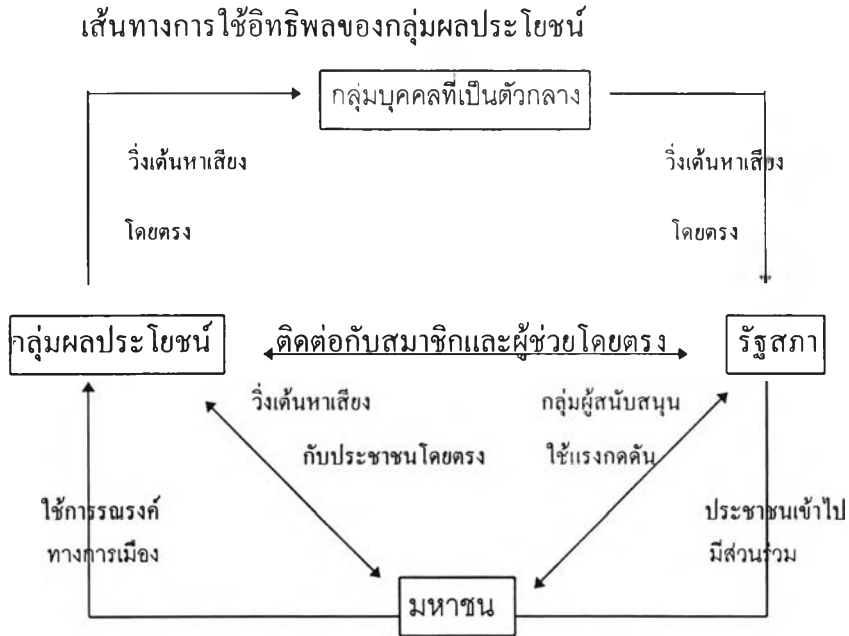 เส้นทางการใช้อิทธิพลของกลุ่มผลประโยชน์
กลุ่มบุคคลที่เป็นตัวกลาง
วิ่งเต้นหาเสียง
โดยตรง
วิ่งเต้นหาเสียง
โดยตรง
กลุ่มผลประโยชน์
ติดต่อกับสมาชิกและผู้ช่วยโดยตรง
รัฐสภา
วิ่งเต้นหาเสียง
กับประชาชนโดยตรง
กลุ่มผู้สนับสนุน
ใช้แรงกดดัน
ใช้การรณรงค์
ทางการเมือง
ประชาชนเข้าไป
มีส่วนร่วม
มหาชน